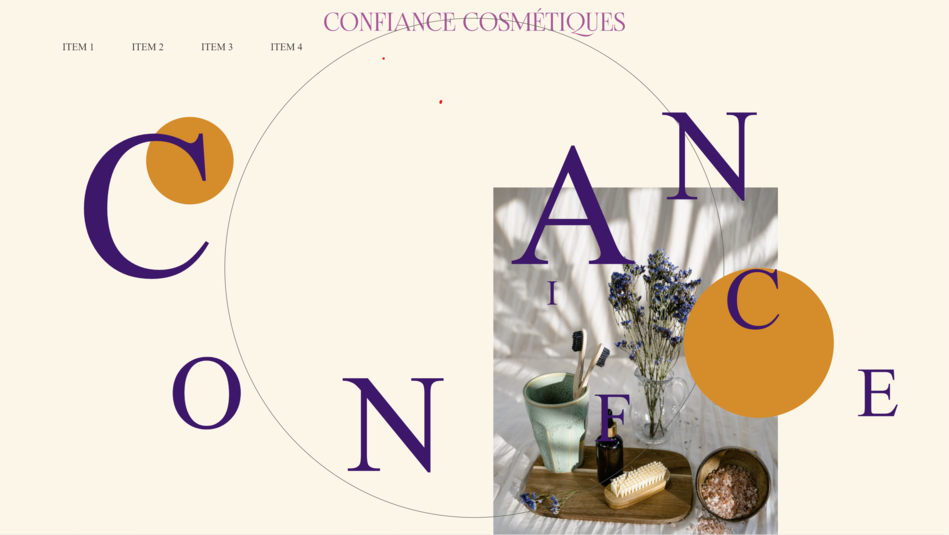 CONFIANCE COSMÉTIQUES
ITEM 1 ITEM 2 ITEM 3 ITEM 4
C
O
N
F
I
A
N
C
E